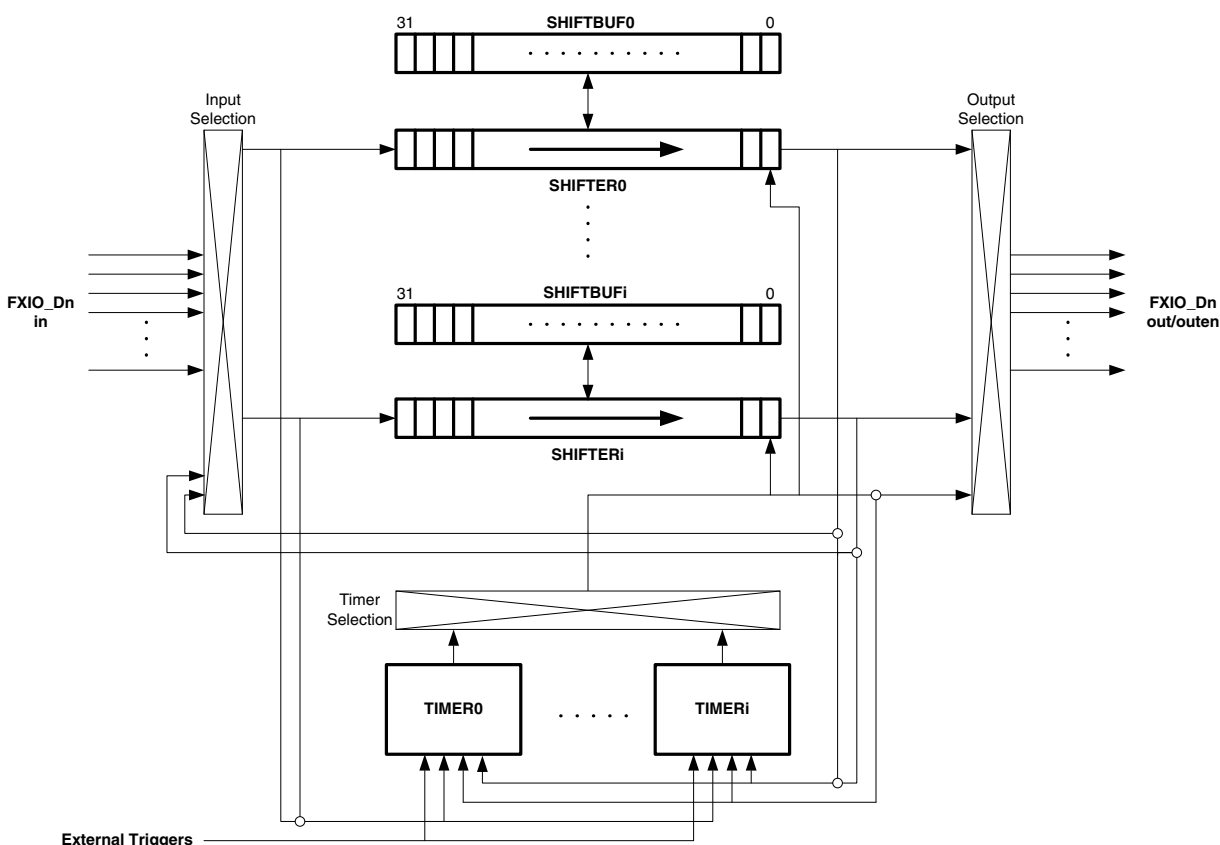 31 SHIFTBUF0 0
Input
Selection
Output
Selection
SHIFTER0
FXIO_Dn
in
31 SHIFTBUFi 0
FXIO_Dn
out/outen
SHIFTERi
Timer
Selection
TIMER0
TIMERi
External Triggers